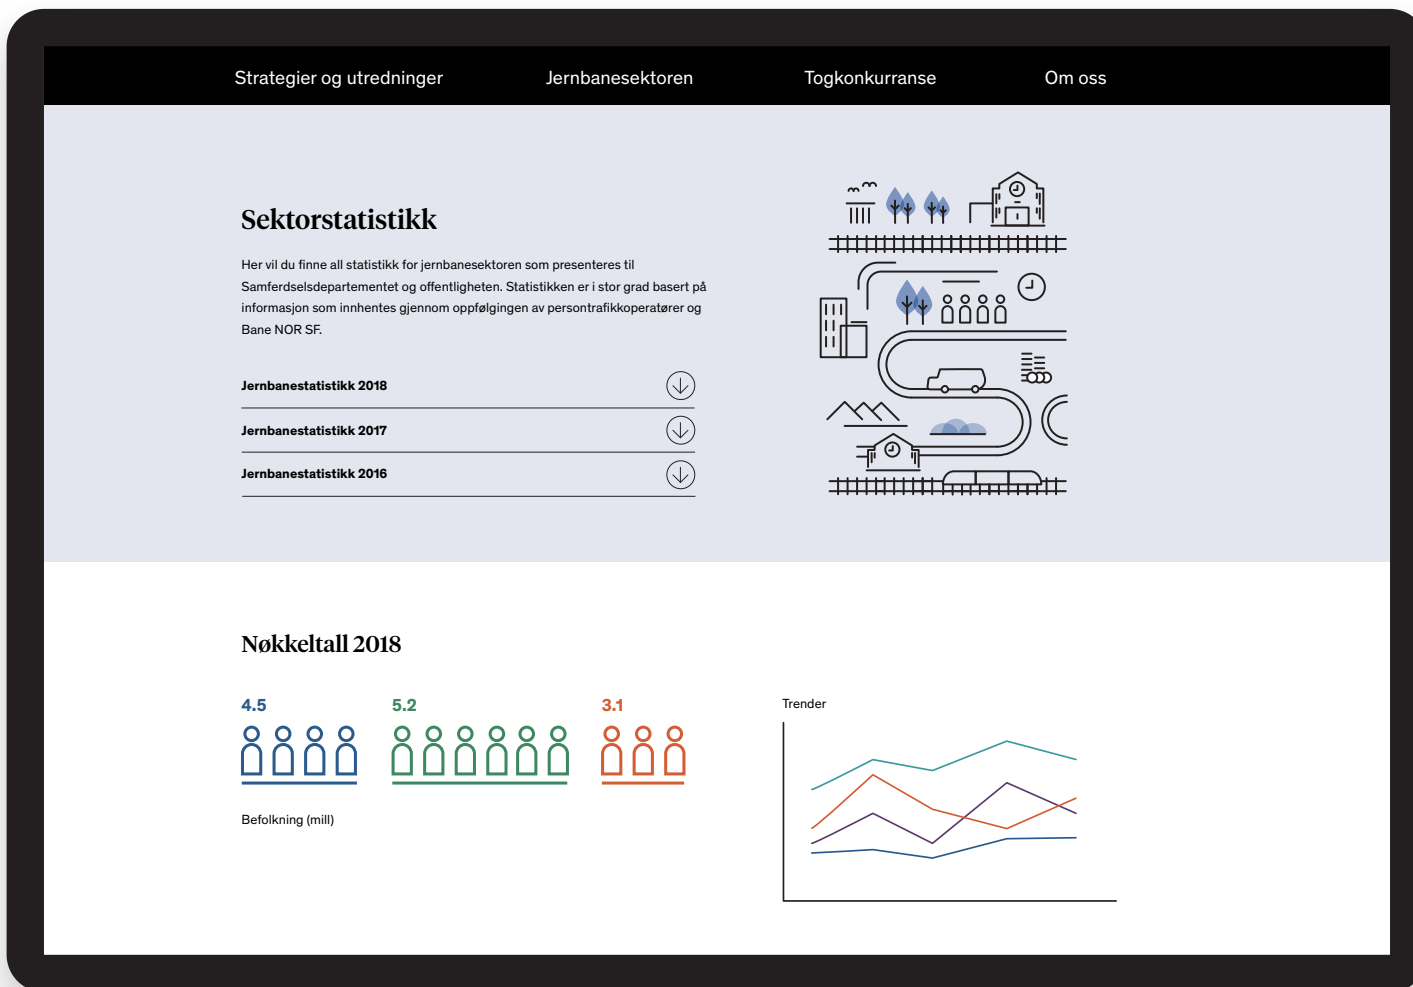 Strategier og utredninger
Jernbanesektoren
Togkonkurranse
Om oss
Sektorstatistikk
Her vil du finne all statistikk for jernbanesektoren som presenteres til
Samferdselsdepartementet og offentligheten. Statistikken er i stor grad basert på
informasjon som innhentes gjennom oppfølgingen av persontrafikkoperatører og
Bane NOR SF.
Jernbanestatistikk 2018
Jernbanestatistikk 2017
Jernbanestatistikk 2016
Nøkkeltall 2018
4.5
5.2
3.1
Befolkning (mill)
Trender